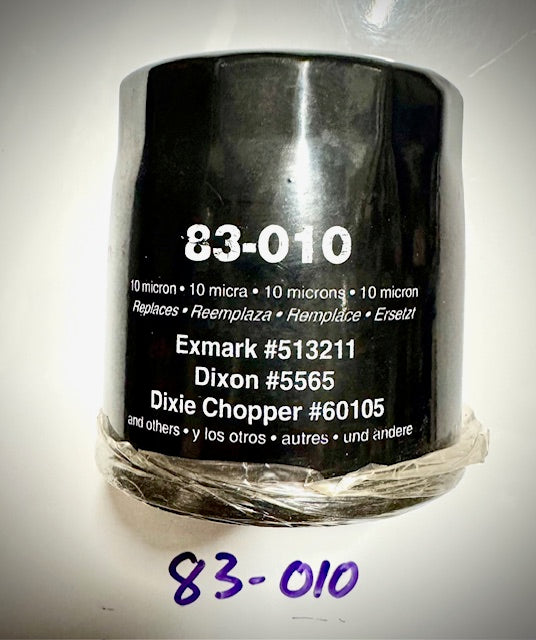 83-010
10 micron • 10 micra • 10 microns • 10 micron
Replaces • Reemplaza • Remplace • Ersetzt
Exmark #513211
Dixon #5565
Dixie Chopper #60105
and others • y los otros • autres • und andere
83-010